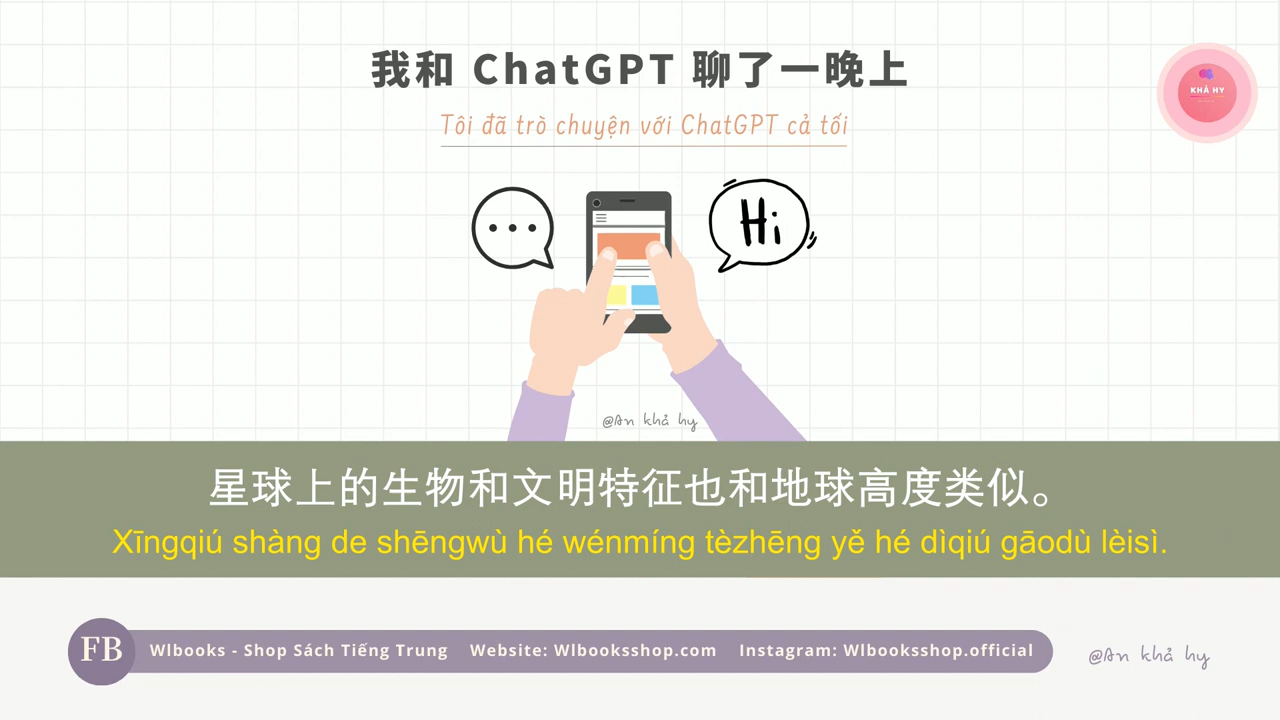 我和 ChatGPT 聊了一晚上
Tôi đã trò chuyện với ChatGPT cả tối
KHẢ HY
Hi
@An khả hy
星球上的生物和文明特征也和地球高度类似。
Xīngqiú shàng de shēngwù hé wénmíng tèzhēng yě hé dìqiú gāodù lèisì.
FB
Wlbooks - Shop Sách Tiếng Trung Website: Wlbooksshop.com Instagram: Wlbooksshop.official
@An khả hy